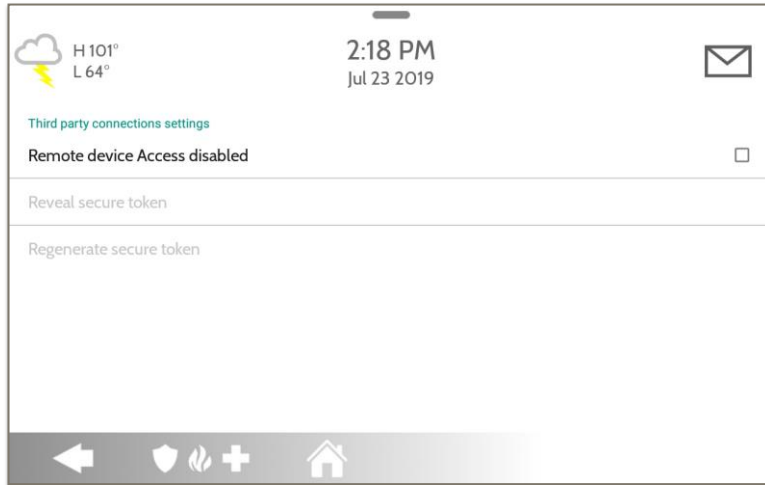 H 101°
L 64°
2:18 PM
Jul 23 2019
Third party connections settings
Remote device Access disabled
Reveal secure token
Regenerate secure token